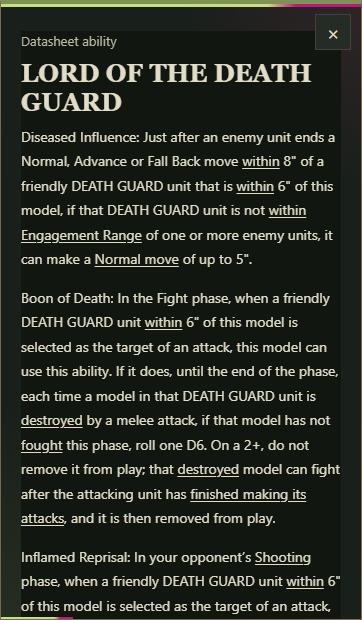 Datasheet ability
LORD OF THE DEATH
GUARD
Diseased Influence: Just after an enemy unit ends a
Normal, Advance or Fall Back move within 8" of a
friendly DEATH GUARD unit that is within 6" of this
model, if that DEATH GUARD unit is not within
Engagement Range of one or more enemy units, it
can make a Normal move of up to 5".
Boon of Death: In the Fight phase, when a friendly
DEATH GUARD unit within 6" of this model is
selected as the target of an attack, this model can
use this ability. If it does, until the end of the phase,
each time a model in that DEATH GUARD unit is
destroyed by a melee attack, if that model has not
fought this phase, roll one D6. On a 2+, do not
remove it from play; that destroyed model can fight
after the attacking unit has finished making its
attacks, and it is then removed from play.
Inflamed Reprisal: In your opponent’s Shooting
phase, when a friendly DEATH GUARD unit within 6"
of this model is selected as the target of an attack,